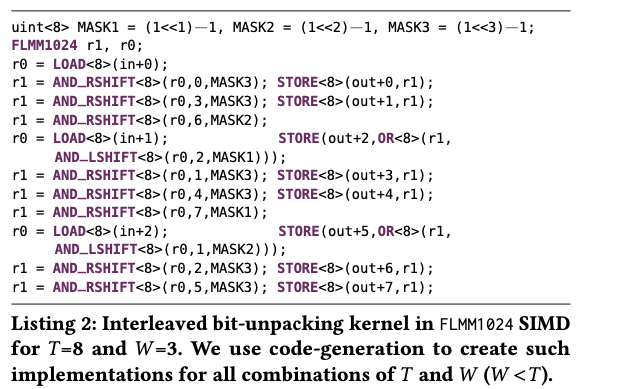 uint<8> MASK1 = (1<<1)−1, MASK2 = (1<<2)−1, MASK3 = (1<<3)−1;
FLMM1024 r1, r0;
r0 = LOAD<8>(in+0);
r1 = AND_RSHIFT<8>(r0,0,MASK3); STORE<8>(out+0,r1);
r1 = AND_RSHIFT<8>(r0,3,MASK3); STORE<8>(out+1,r1);
r1 = AND_RSHIFT<8>(r0,6,MASK2);
r0 = LOAD<8>(in+1); STORE(out+2,OR<8>(r1,
AND_LSHIFT<8>(r0,2,MASK1)));
r1 = AND_RSHIFT<8>(r0,1,MASK3); STORE<8>(out+3,r1);
r1 = AND_RSHIFT<8>(r0,4,MASK3); STORE<8>(out+4,r1);
r1 = AND_RSHIFT<8>(r0,7,MASK1);
r0 = LOAD<8>(in+2); STORE(out+5,OR<8>(r1,
AND_LSHIFT<8>(r0,1,MASK2)));
r1 = AND_RSHIFT<8>(r0,2,MASK3); STORE<8>(out+6,r1);
r1 = AND_RSHIFT<8>(r0,5,MASK3); STORE<8>(out+7,r1);
Listing 2: Interleaved bit-unpacking kernel in FLMM1024 SIMD
for T=8 and W=3. We use code-generation to create such
implementations for all combinations of T and W (W<T).